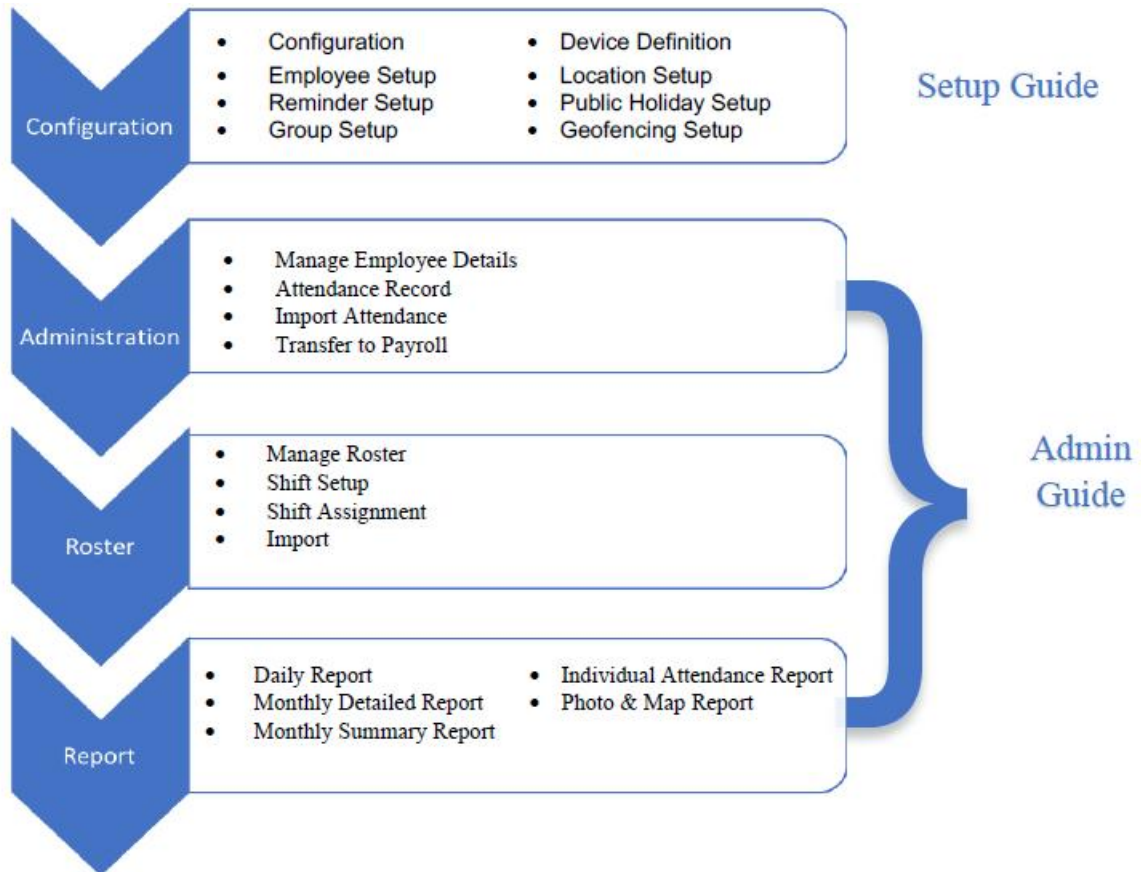 Configuration
• Configuration
• Employee Setup
• Reminder Setup
• Group Setup
• Device Definition
• Location Setup
• Public Holiday Setup
• Geofencing Setup
Setup Guide
Administration
• Manage Employee Details
• Attendance Record
• Import Attendance
• Transfer to Payroll
Roster
• Manage Roster
• Shift Setup
• Shift Assignment
• Import
Admin
Guide
Report
• Daily Report
• Monthly Detailed Report
• Monthly Summary Report
• Individual Attendance Report
• Photo & Map Report